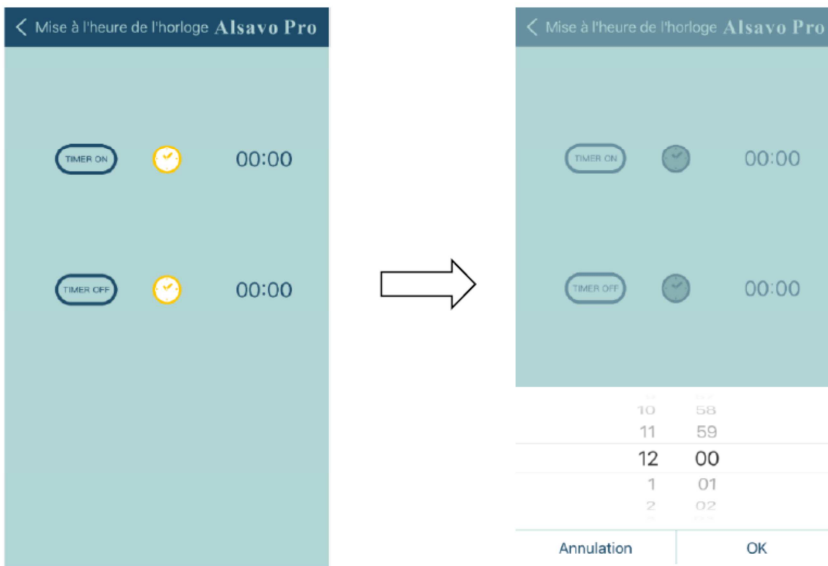 Mise à l'heure de l'horloge Alsavo Pro
TIMER ON 00:00
TIMER OFF 00:00
Mise à l'heure de l'horloge Alsavo Pro
TIMER ON 00:00
TIMER OFF 00:00
10 58
11 59
12 00
1 01
2 02
Annulation OK